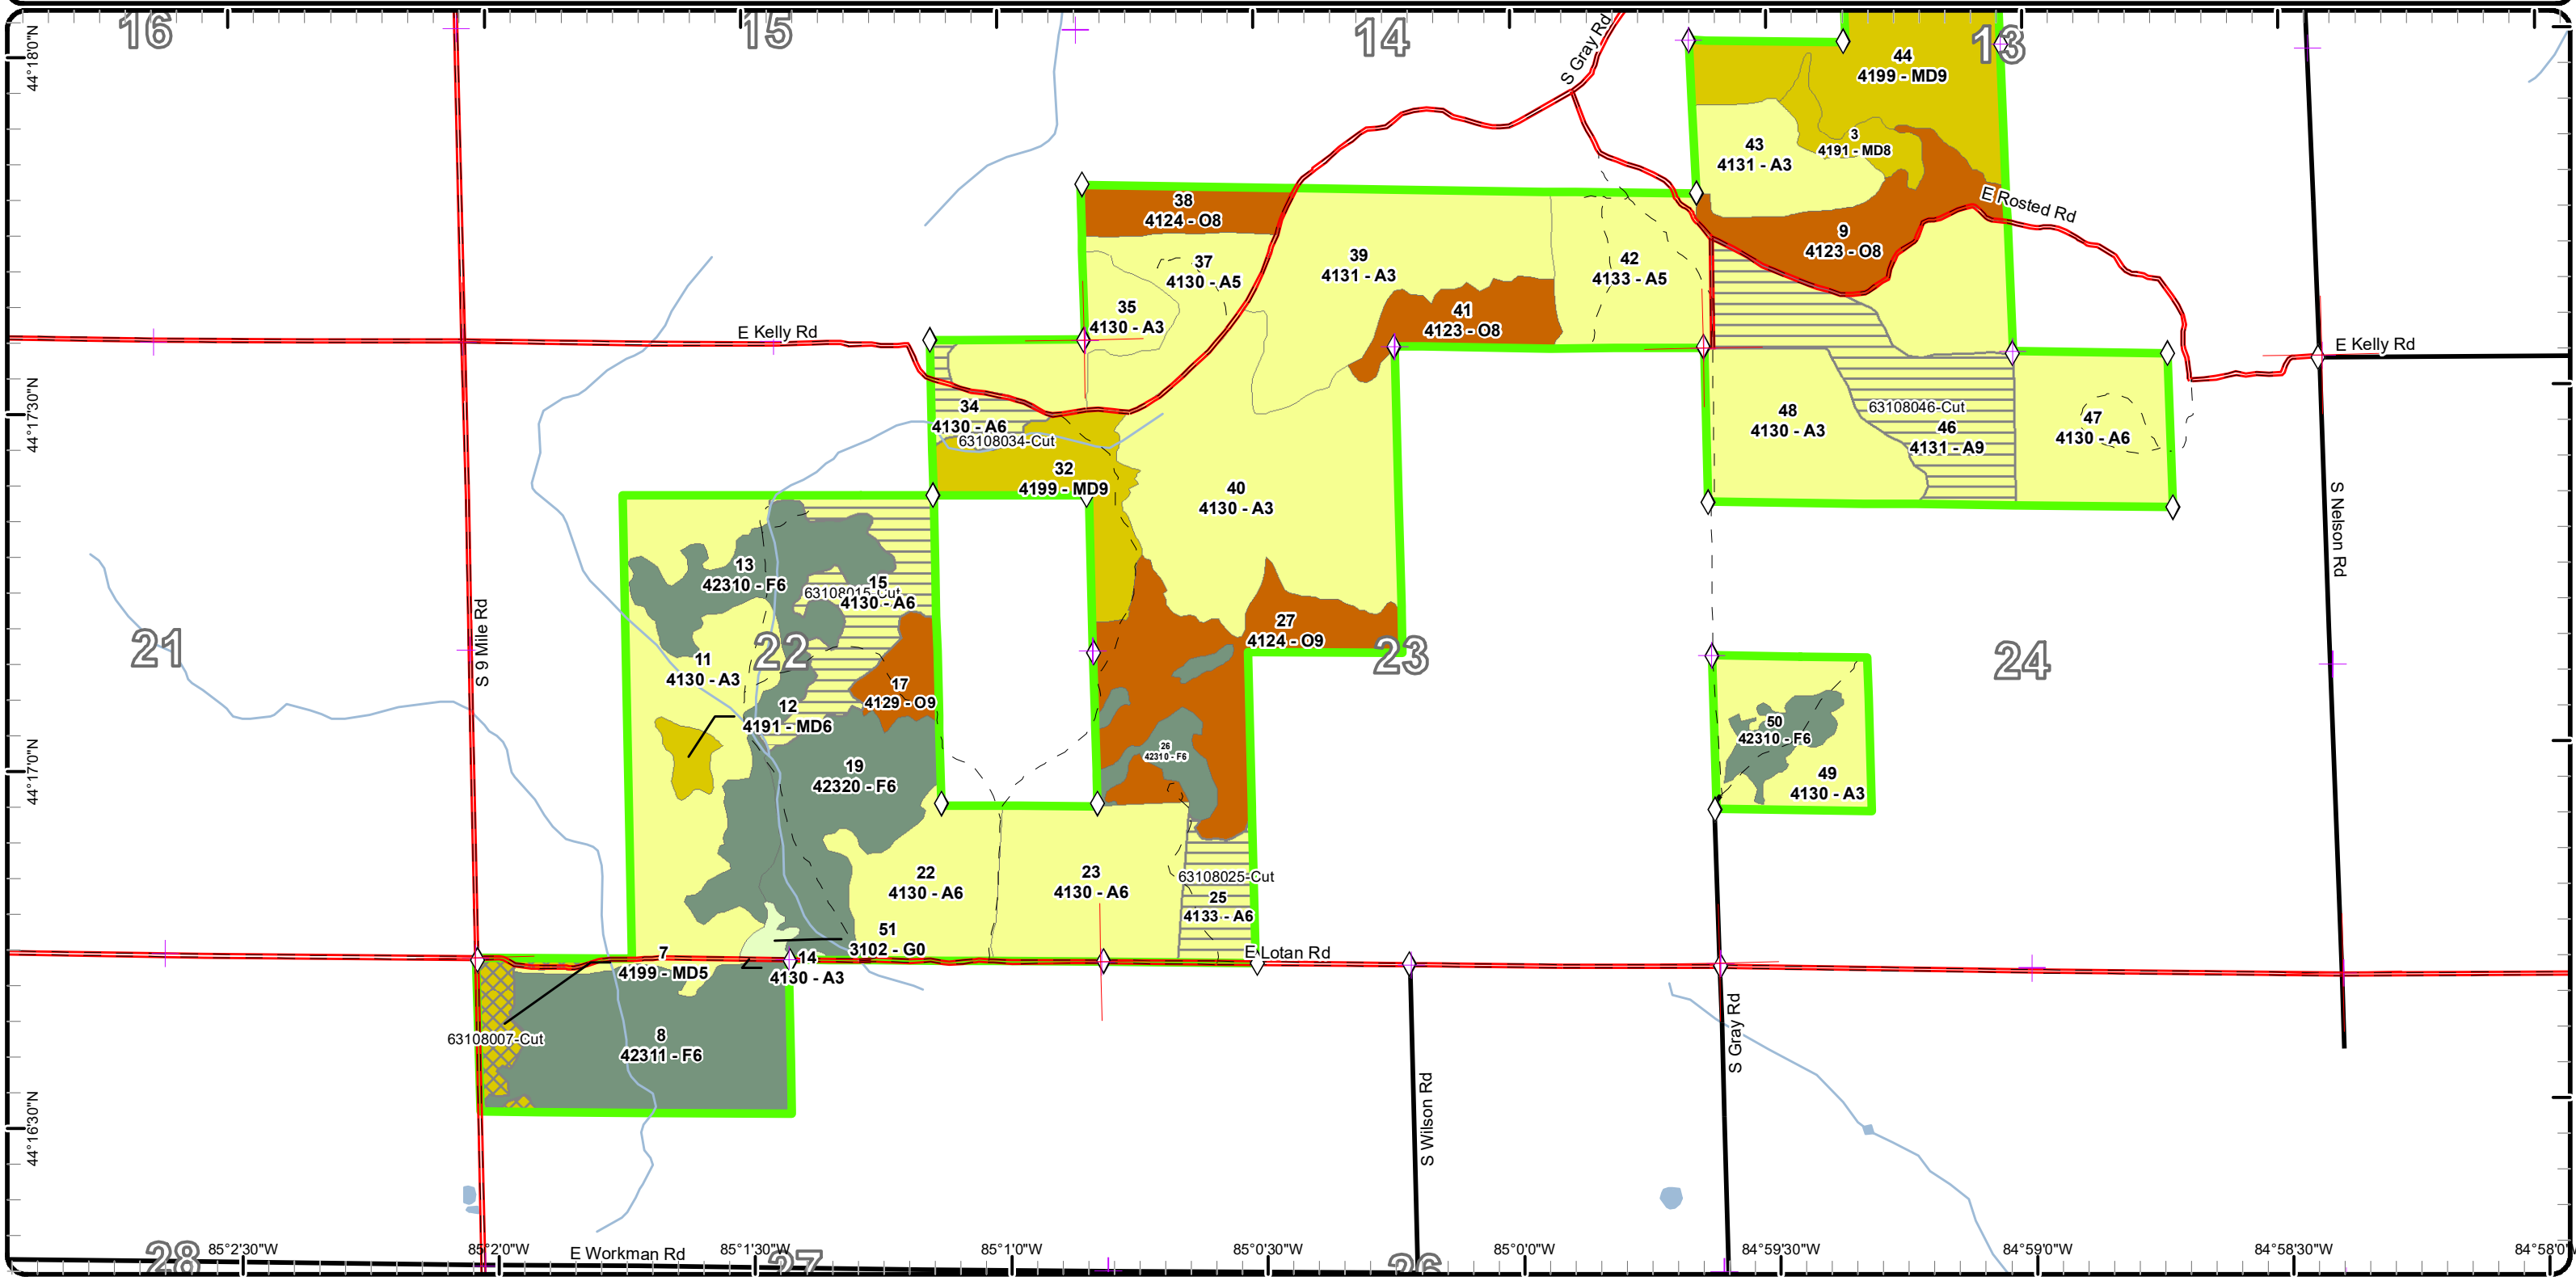 16
15
14
13
44°18'0"N
S Gray Rd
44
4199 - MD9
3
4191 - MD8
43
4131 - A3
E Rosted Rd
38
4124 - O8
9
4123 - O8
37
4130 - A5
39
4131 - A3
42
4133 - A5
35
4130 - A3
41
4123 - O8
E Kelly Rd
E Kelly Rd
44°17'30"N
34
4130 - A6
63108034-Cut
48
4130 - A3
63108046-Cut
46
4131 - A9
47
4130 - A6
32
4199 - MD9
40
4130 - A3
S Nelson Rd
13
42310 - F6
15
63108015-Cut
4130 - A6
S 9 Mile Rd
21
22
23
24
27
4124 - O9
11
4130 - A3
17
4129 - O9
12
4191 - MD6
26
42310 - F6
50
42310 - F6
44°17'0"N
19
42320 - F6
49
4130 - A3
22
4130 - A6
23
4130 - A6
63108025-Cut
25
4133 - A6
51
3102 - G0
E Lotan Rd
7
4199 - MD5
14
4130 - A3
63108007-Cut
8
42311 - F6
S Gray Rd
S Wilson Rd
44°16'30"N
28
27
26
E Workman Rd
85°2'30"W
85°2'0"W
85°1'30"W
85°1'0"W
85°0'30"W
85°0'0"W
84°59'30"W
84°59'0"W
84°58'30"W
84°58'0"